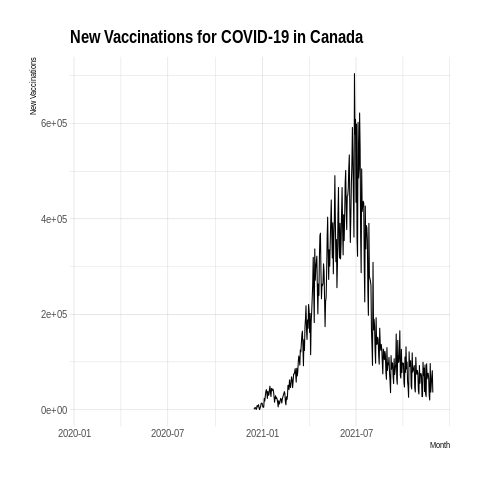 New Vaccinations for COVID-19 in Canada
New Vaccinations
6e+05
4e+05
2e+05
0e+00
2020-01 2020-07 2021-01 2021-07
Month